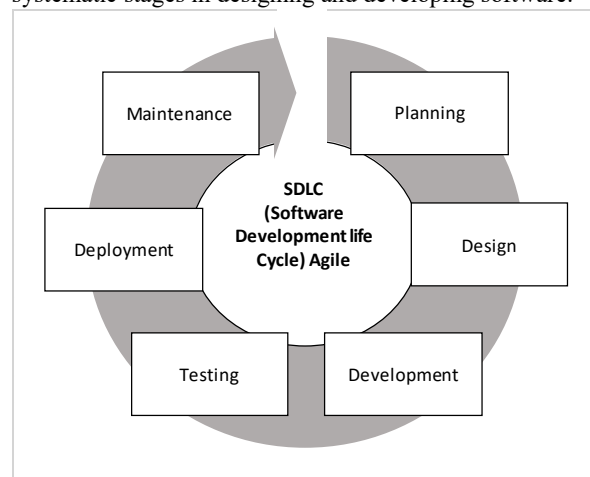 systematic stages in designing and developing software.
Maintenance
Planning
SDLC
(Software
Development life
Cycle) Agile
Deployment
Design
Testing
Development